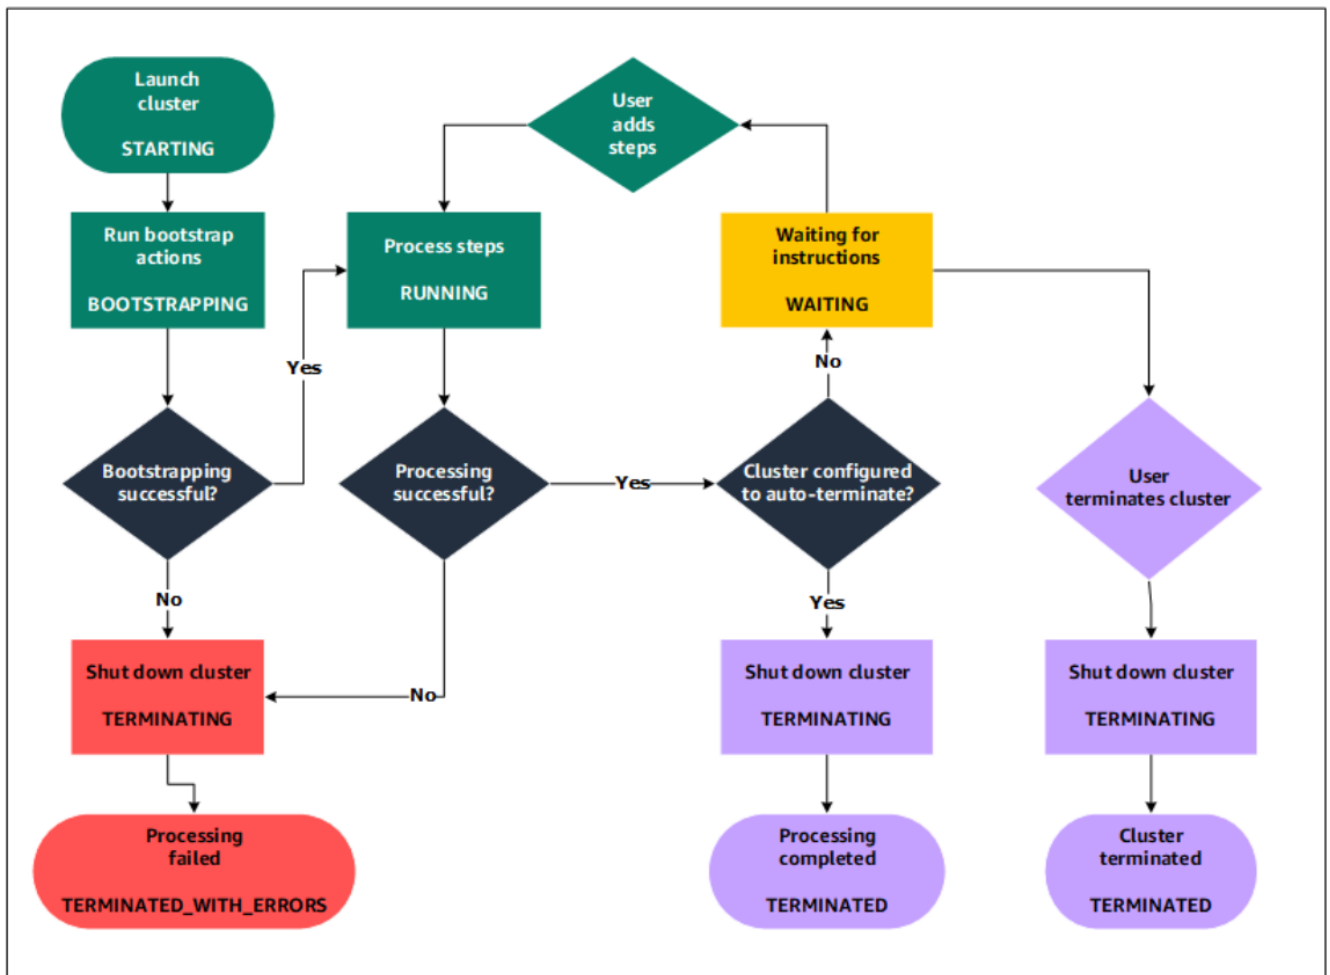 Launch
cluster
STARTING
User
adds
steps
Run bootstrap
actions
BOOTSTRAPPING
Process steps
RUNNING
Waiting for
instructions
WAITING
Yes
No
Bootstrapping
successful?
Processing
successful?
Yes
Cluster configured
to auto-terminate?
User
terminates cluster
No
Yes
Shut down cluster
TERMINATING
No
Shut down cluster
TERMINATING
Shut down cluster
TERMINATING
Processing
failed
TERMINATED_WITH_ERRORS
Processing
completed
TERMINATED
Cluster
terminated
TERMINATED